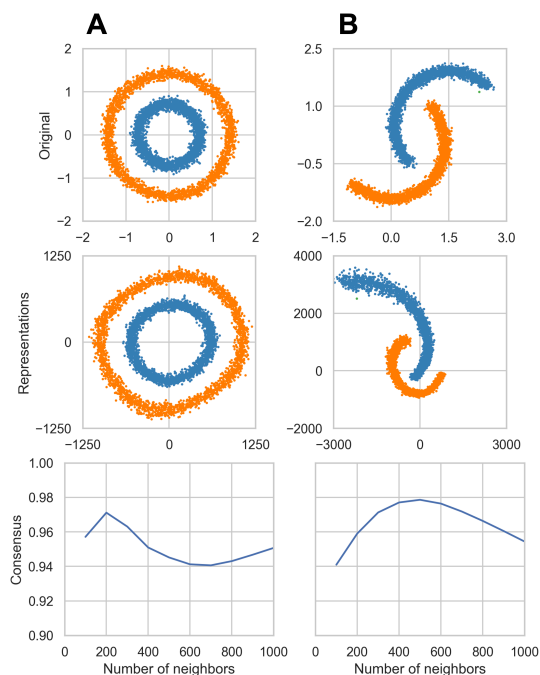 A B
Original
2
1
0
−1
−2
−2 −1 0 1 2
2.5
1.0
−0.5
−2.0
−1.5 0.0 1.5 3.0
Representations
1250
0
−1250
−1250 0 1250
4000
2000
0
−2000
−3000 0 3000
Consensus
1.00
0.98
0.96
0.94
0.92
0.90
0 200 400 600 800 1000
Number of neighbors
0 200 400 600 800 1000
Number of neighbors